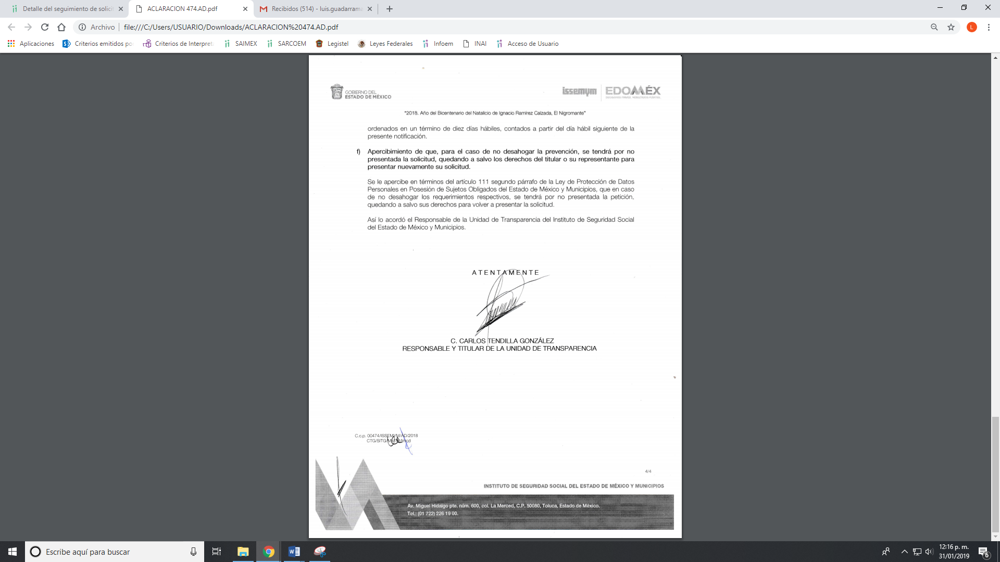 Detalle del seguimiento de solicit
ACLARACION 474.AD.pdf
Recibidos (514) - luis.guadarrama
Archivo
file:///C:/Users/USUARIO/Downloads/ACLARACION%20474.AD.pdf
L
Aplicaciones
Criterios emitidos po
Criterios de Interpret
SAIMEX
SARCOEM
Legistel
Leyes Federales
Infoem
INAI
Acceso de Usuario
GOBIERNO DEL
ESTADO DE MÉXICO
issemym
EDOMÉX
DECISIONES FIRMES, RESULTADOS FUERTES.
"2018. Año del Bicentenario del Natalicio de Ignacio Ramírez Calzada, El Nigromante"
ordenados en un término de diez días hábiles, contados a partir del día hábil siguiente de la
presente notificación.
f) Apercibimiento de que, para el caso de no desahogar la prevención, se tendrá por no
presentada la solicitud, quedando a salvo los derechos del titular o su representante para
presentar nuevamente su solicitud.
Se le apercibe en términos del artículo 111 segundo párrafo de la Ley de Protección de Datos
Personales en Posesión de Sujetos Obligados del Estado de México y Municipios, que en caso
de no desahogar los requerimientos respectivos, se tendrá por no presentada la petición,
quedando a salvo sus derechos para volver a presentar la solicitud.
Así lo acordó el Responsable de la Unidad de Transparencia del Instituto de Seguridad Social
del Estado de México y Municipios.
A T E N T A M E N T E
C. CARLOS TENDILLA GONZÁLEZ
RESPONSABLE Y TITULAR DE LA UNIDAD DE TRANSPARENCIA
C.c.p. 00474/ISSEMYM/AD/2018
4/4
INSTITUTO DE SEGURIDAD SOCIAL DEL ESTADO DE MÉXICO Y MUNICIPIOS
Av. Miguel Hidalgo pte. núm. 600, col. La Merced, C.P. 50080, Toluca, Estado de México.
Tel.: (01 722) 226 19 00.
Escribe aquí para buscar
12:16 p. m.
31/01/2019
6